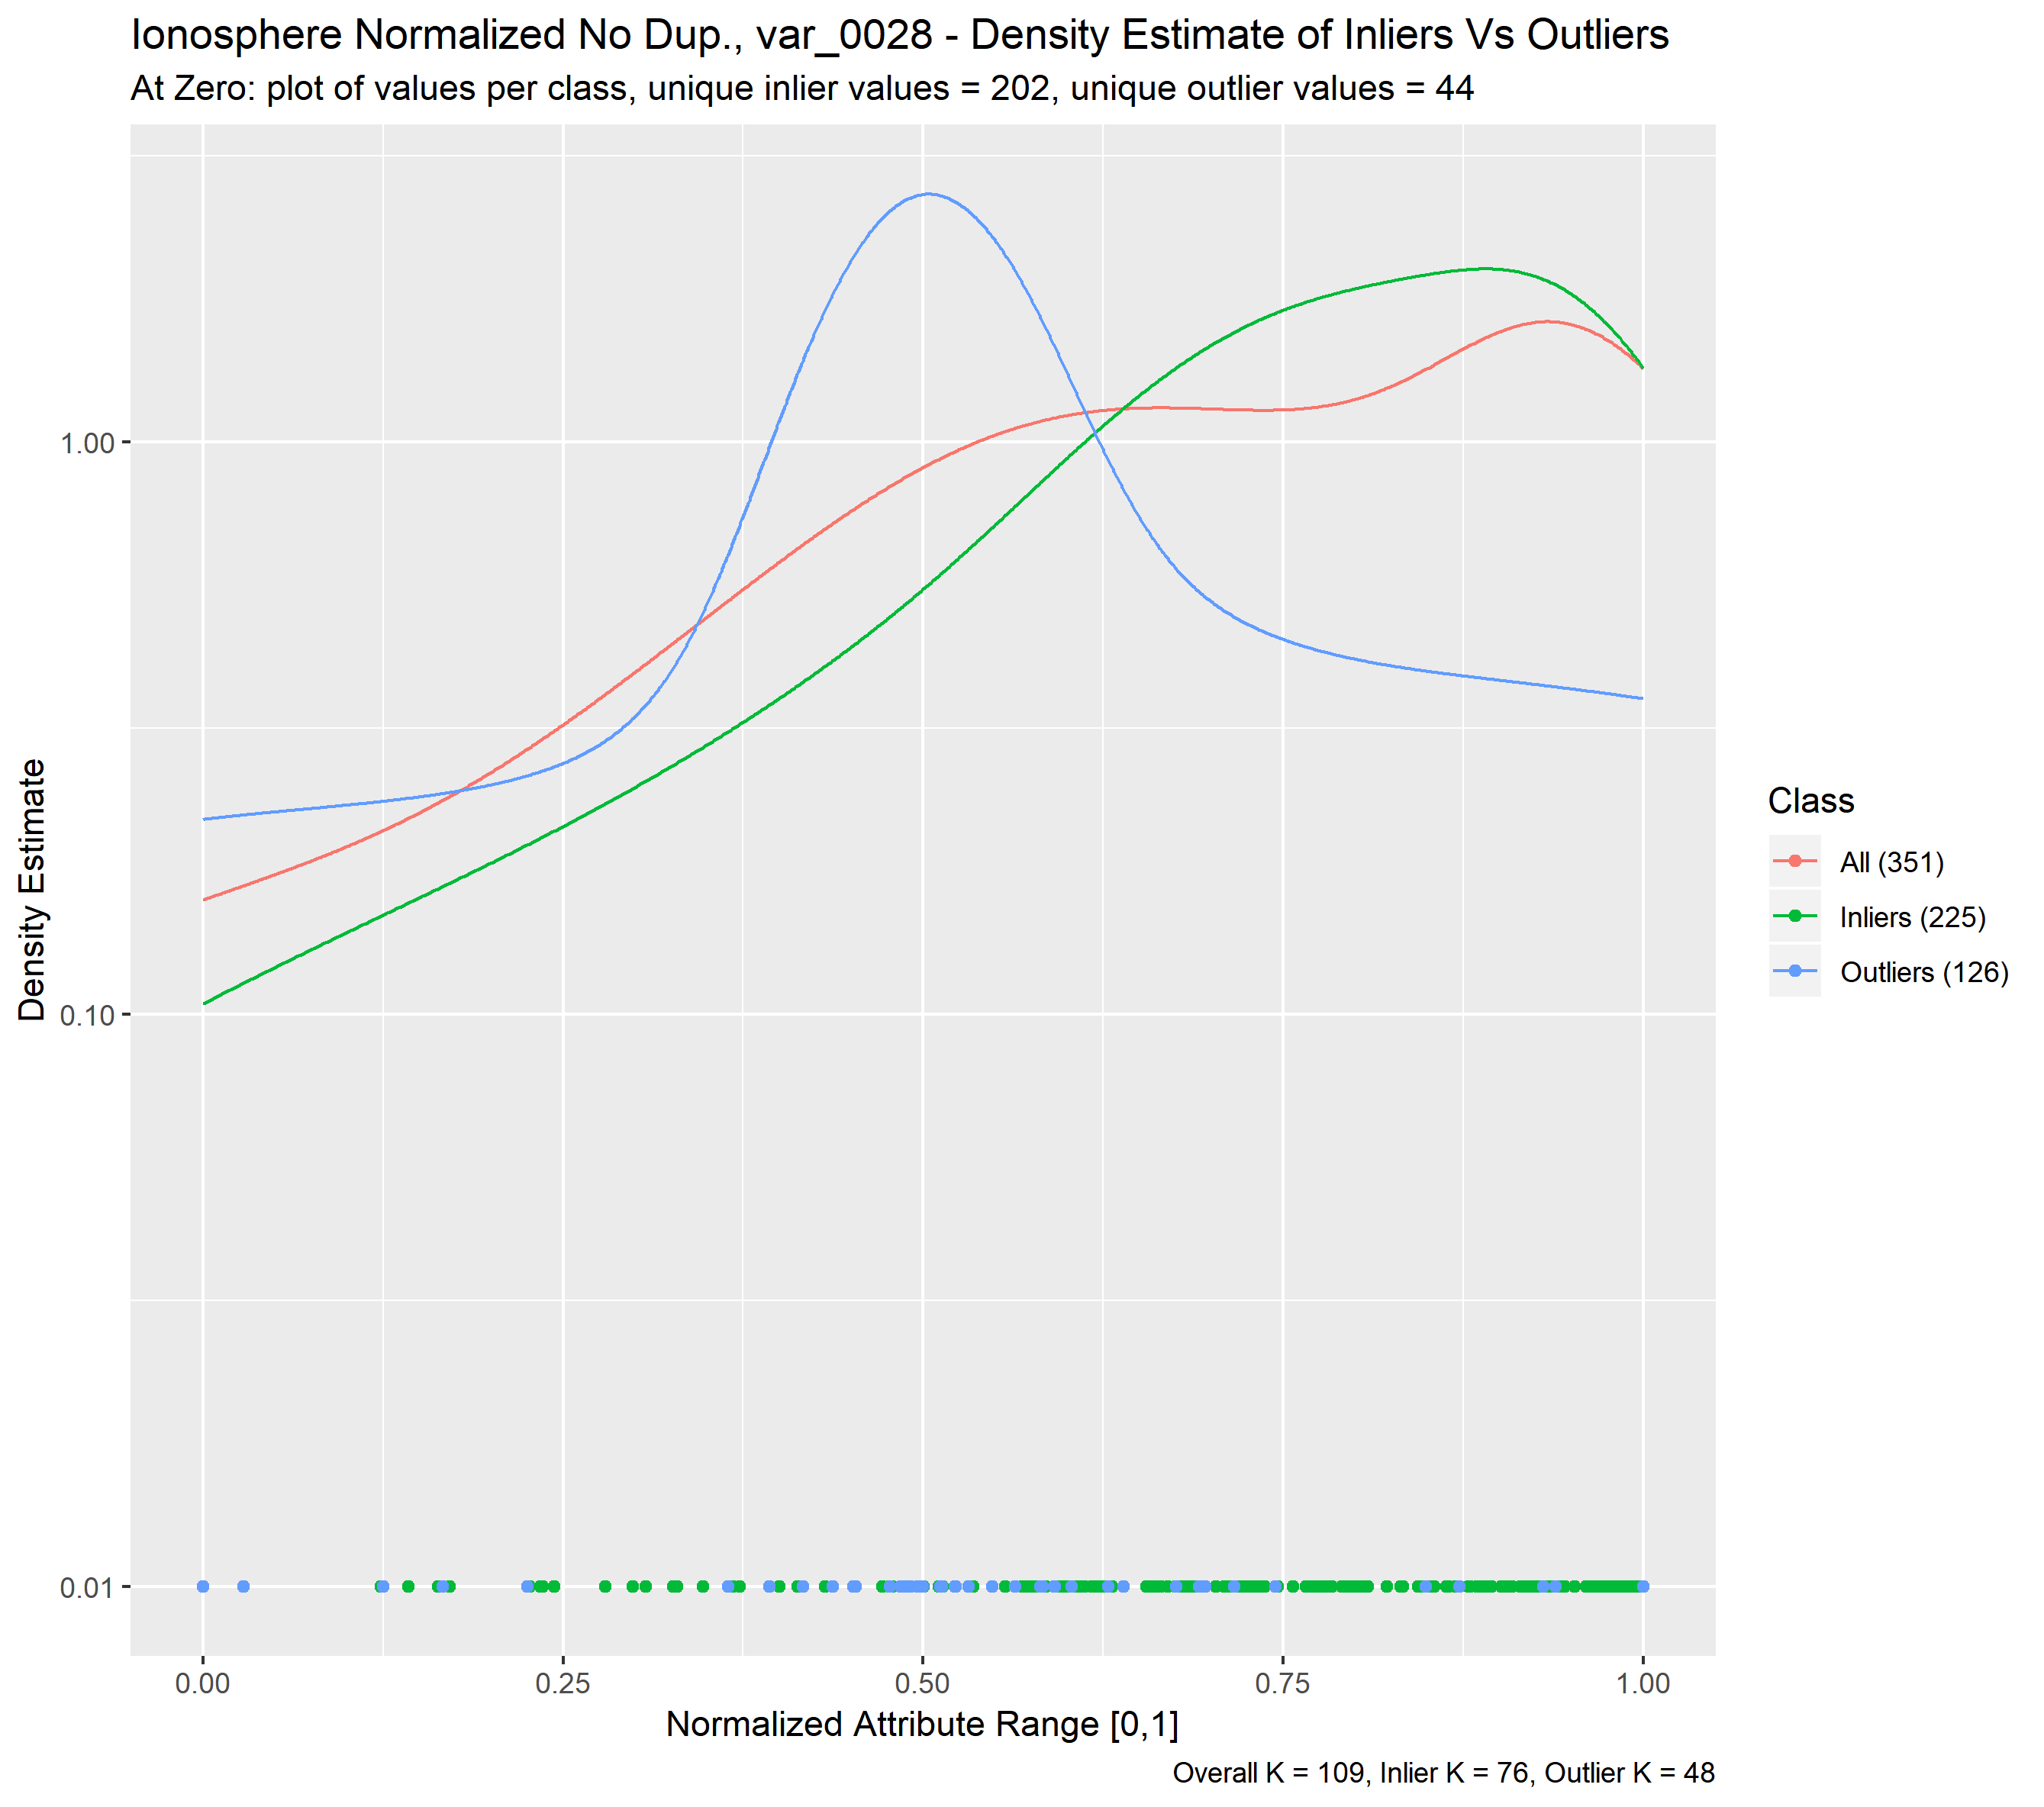 Ionosphere Normalized No Dup., var_0028 - Density Estimate of Inliers Vs Outliers
At Zero: plot of values per class, unique inlier values = 202, unique outlier values = 44
Density Estimate
1.00
0.10
0.01
0.00
0.25
0.50
0.75
1.00
Normalized Attribute Range [0,1]
Class
All (351)
Inliers (225)
Outliers (126)
Overall K = 109, Inlier K = 76, Outlier K = 48